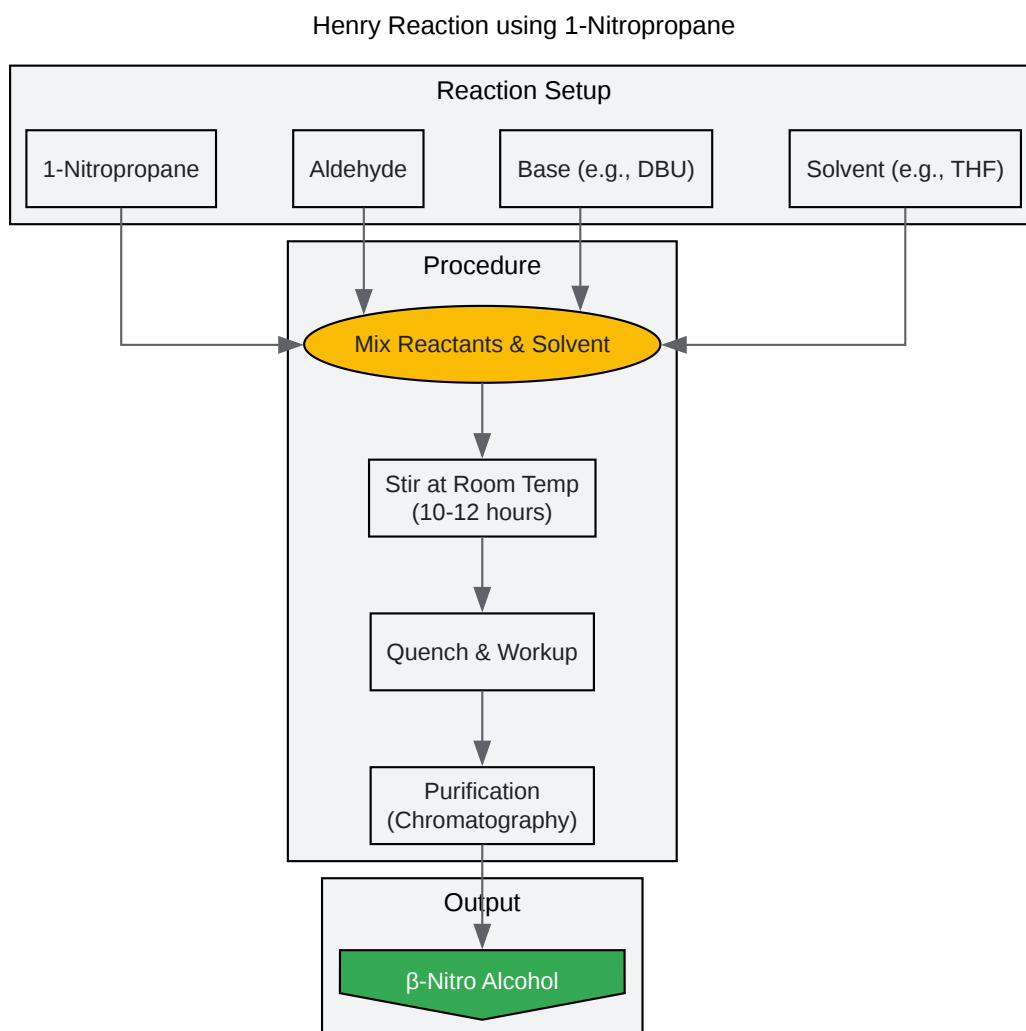 Henry Reaction using 1-Nitropropane
Reaction Setup
1-Nitropropane
Aldehyde
Base (e.g., DBU)
Solvent (e.g., THF)
Procedure
Mix Reactants & Solvent
Stir at Room Temp
(10-12 hours)
Quench & Workup
Purification
(Chromatography)
Output
β-Nitro Alcohol